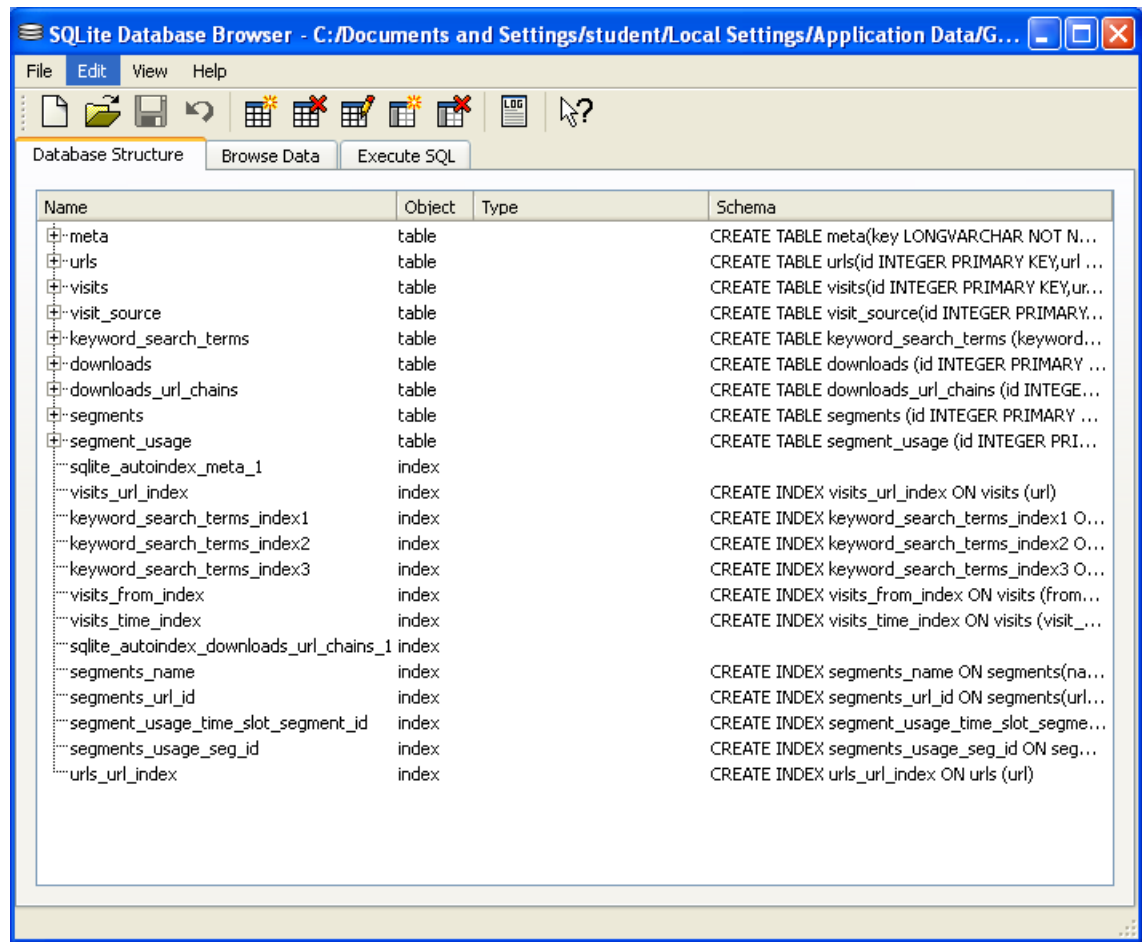 SQLite Database Browser - C:/Documents and Settings/student/Local Settings/Application Data/G...
File Edit View Help
LOG ?
Database Structure Browse Data Execute SQL
Name Object Type Schema
meta table CREATE TABLE meta(key LONGVARCHAR NOT N...
urls table CREATE TABLE urls(id INTEGER PRIMARY KEY,url ...
visits table CREATE TABLE visits(id INTEGER PRIMARY KEY,ur...
visit_source table CREATE TABLE visit_source(id INTEGER PRIMARY...
keyword_search_terms table CREATE TABLE keyword_search_terms (keyword...
downloads table CREATE TABLE downloads (id INTEGER PRIMARY ...
downloads_url_chains table CREATE TABLE downloads_url_chains (id INTEGE...
segments table CREATE TABLE segments (id INTEGER PRIMARY ...
segment_usage table CREATE TABLE segment_usage (id INTEGER PRI...
sqlite_autoindex_meta_1 index
visits_url_index index CREATE INDEX visits_url_index ON visits (url)
keyword_search_terms_index1 index CREATE INDEX keyword_search_terms_index1 O...
keyword_search_terms_index2 index CREATE INDEX keyword_search_terms_index2 O...
keyword_search_terms_index3 index CREATE INDEX keyword_search_terms_index3 O...
visits_from_index index CREATE INDEX visits_from_index ON visits (from...
visits_time_index index CREATE INDEX visits_time_index ON visits (visit_...
sqlite_autoindex_downloads_url_chains_1 index
segments_name index CREATE INDEX segments_name ON segments(na...
segments_url_id index CREATE INDEX segments_url_id ON segments(url...
segment_usage_time_slot_segment_id index CREATE INDEX segment_usage_time_slot_segme...
segments_usage_seg_id index CREATE INDEX segments_usage_seg_id ON seg...
urls_url_index index CREATE INDEX urls_url_index ON urls (url)